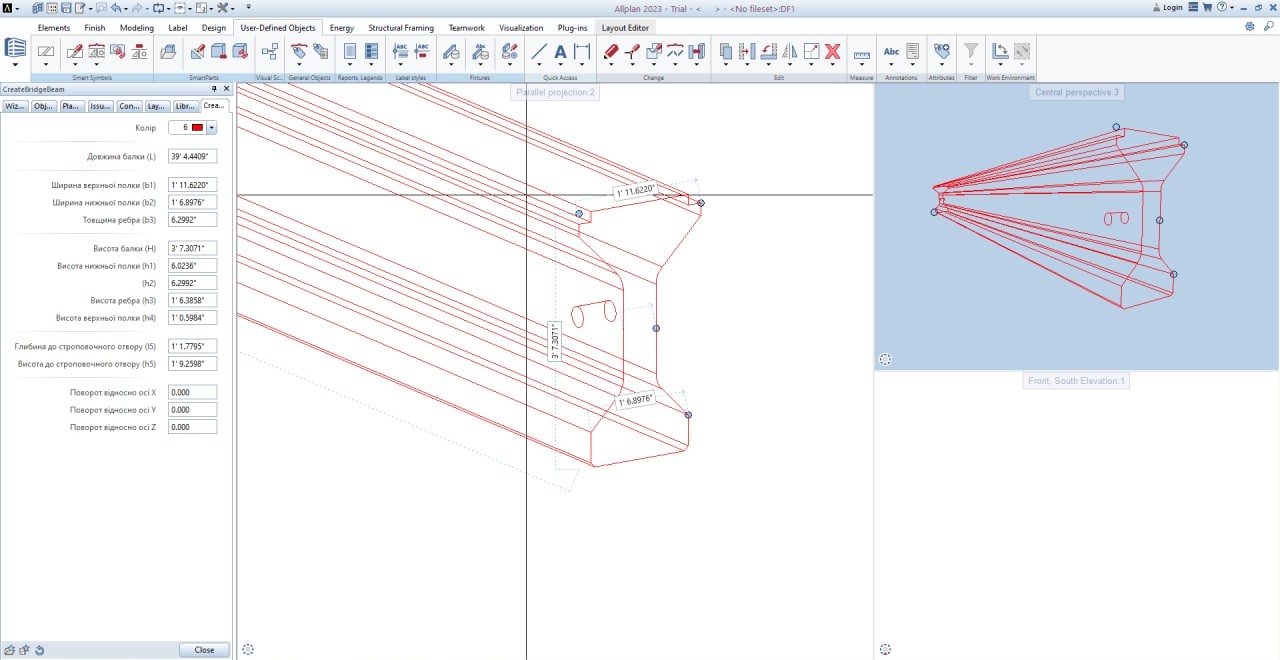 Allplan 2023 - Trial - < > - <No fileset>:DF1
Login
Elements Finish Modeling Label Design User-Defined Objects Energy Structural Framing Teamwork Visualization Plug-ins Layout Editor
ABC ABC Abc A Abc
Smart Symbols SmartParts Visual Sc... General Objects Reports, Legends Label styles Fixtures Quick Access Change Edit Measure Annotations Attributes Filter Work Environment
CreateBridgeBeam
Wiz... Obj... Pla... Issu... Con... Lay... Libr... Crea...
Колір 6
Довжина балки (L) 39' 4.4409"
Ширина верхньої полки (b1) 1' 11.6220"
Ширина нижньої полки (b2) 1' 6.8976"
Товщина ребра (b3) 6.2992"
Висота балки (H) 3' 7.3071"
Висота нижньої полки (h1) 6.0236"
(h2) 6.2992"
Висота ребра (h3) 1' 6.3858"
Висота верхньої полки (h4) 1' 0.5984"
Глибина до строповочного отвору (l5) 1' 1.7795"
Висота до строповочного отвору (h5) 1' 9.2598"
Поворот відносно осі X 0.000
Поворот відносно осі Y 0.000
Поворот відносно осі Z 0.000
Close
Parallel projection:2
1' 11.6220"
3' 7.3071"
1' 6.8976"
Central perspective:3
Front, South Elevation:1